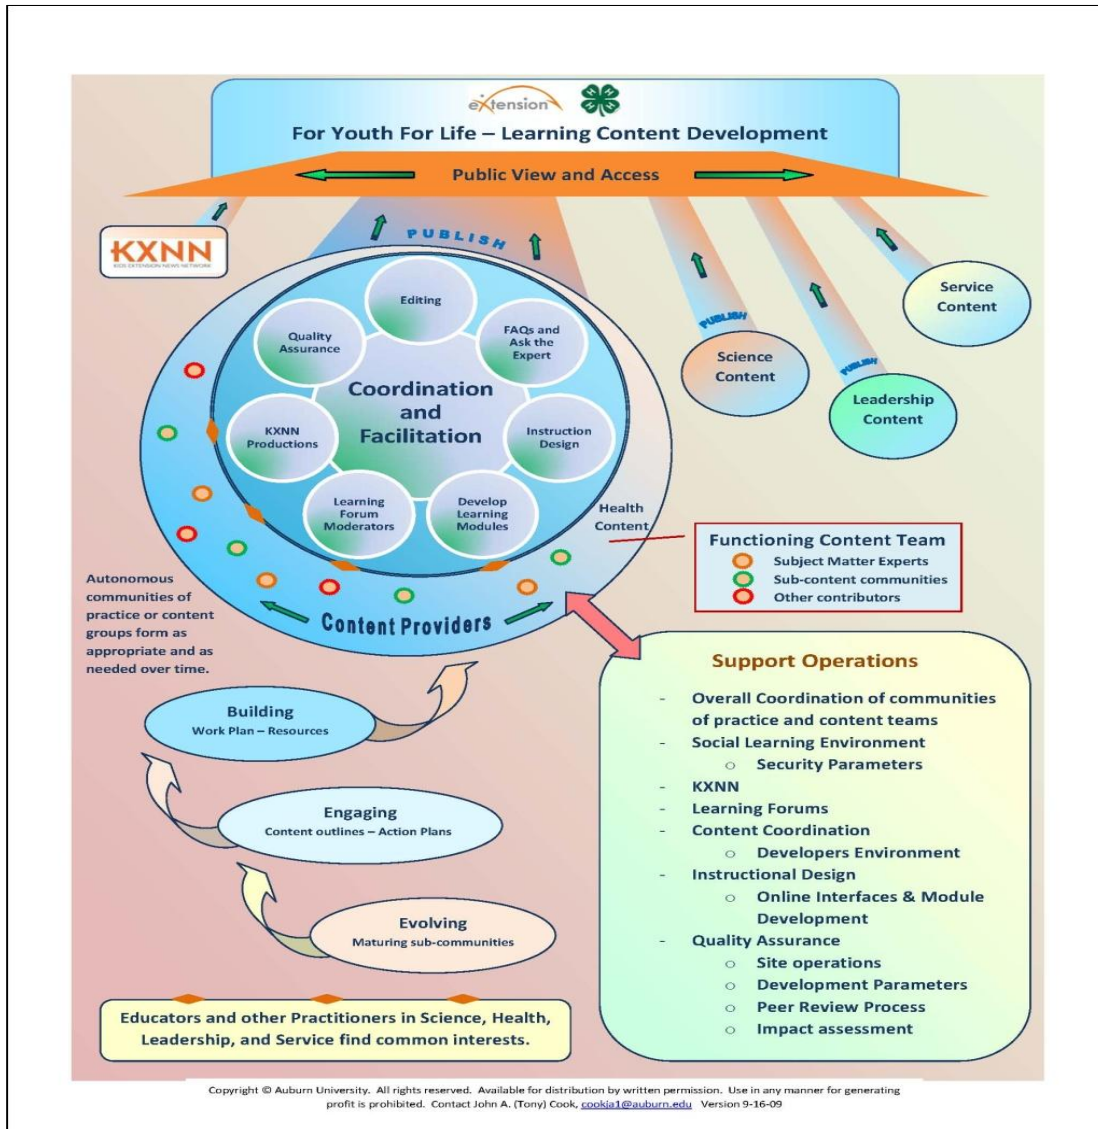 eXtension
H H H H
For Youth For Life – Learning Content Development
Public View and Access
KXNN
KIDS EXTENSION NEWS NETWORK
PUBLISH
Editing
Quality
Assurance
FAQs and
Ask the
Expert
Coordination
and
Facilitation
KXNN
Productions
Instruction
Design
Learning
Forum
Moderators
Develop
Learning
Modules
Health
Content
PUBLISH
Science
Content
PUBLISH
Leadership
Content
Service
Content
Functioning Content Team
Subject Matter Experts
Sub-content communities
Other contributors
Autonomous
communities of
practice or content
groups form as
appropriate and as
needed over time.
Content Providers
Building
Work Plan – Resources
Engaging
Content outlines – Action Plans
Evolving
Maturing sub-communities
Educators and other Practitioners in Science, Health,
Leadership, and Service find common interests.
Support Operations
- Overall Coordination of communities
of practice and content teams
- Social Learning Environment
o Security Parameters
- KXNN
- Learning Forums
- Content Coordination
o Developers Environment
- Instructional Design
o Online Interfaces & Module
Development
- Quality Assurance
o Site operations
o Development Parameters
o Peer Review Process
o Impact assessment
Copyright © Auburn University. All rights reserved. Available for distribution by written permission. Use in any manner for generating
profit is prohibited. Contact John A. (Tony) Cook, cookja1@auburn.edu Version 9-16-09